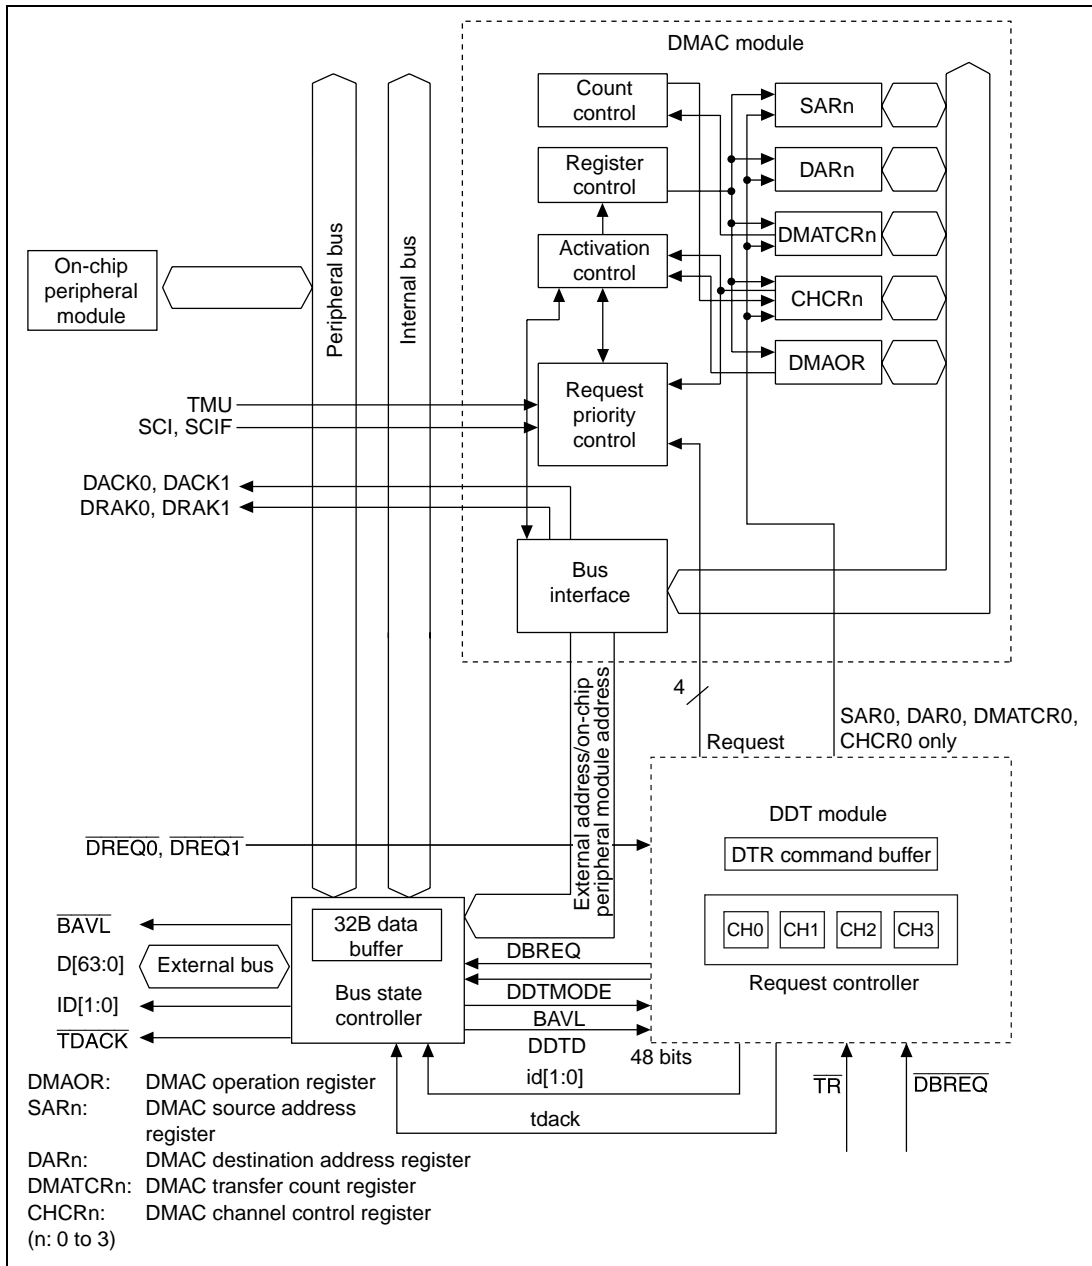 DMAC module
Count
control
SARn
Register
control
DARn
DMATCRn
Activation
control
CHCRn
DMAOR
On-chip
peripheral
module
Peripheral bus
Internal bus
Request
priority
control
TMU
SCI, SCIF
DACK0, DACK1
DRAK0, DRAK1
Bus
interface
External address/on-chip
peripheral module address
4
Request
SAR0, DAR0, DMATCR0,
CHCR0 only
DDT module
DTR command buffer
CH0 CH1 CH2 CH3
Request controller
DREQ0, DREQ1
BAVL
D[63:0]
External bus
ID[1:0]
TDACK
32B data
buffer
Bus state
controller
DBREQ
DDTMODE
BAVL
DDTD
48 bits
id[1:0]
tdack
TR
DBREQ
DMAOR: DMAC operation register
SARn: DMAC source address
register
DARn: DMAC destination address register
DMATCRn: DMAC transfer count register
CHCRn: DMAC channel control register
(n: 0 to 3)